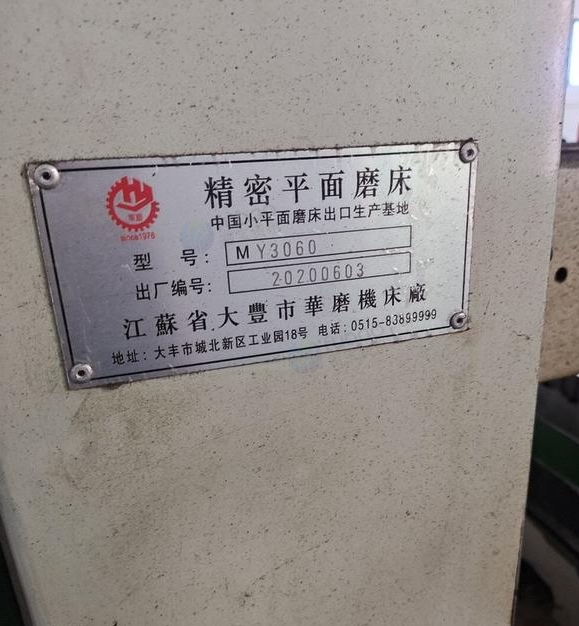 精密平面磨床
中国小平面磨床出口生产基地
型 号: MY3060
出厂编号: 20200603
江蘇省大豐市華磨機床廠
地址: 大丰市城北新区工业园18号 电话: 0515-83899999